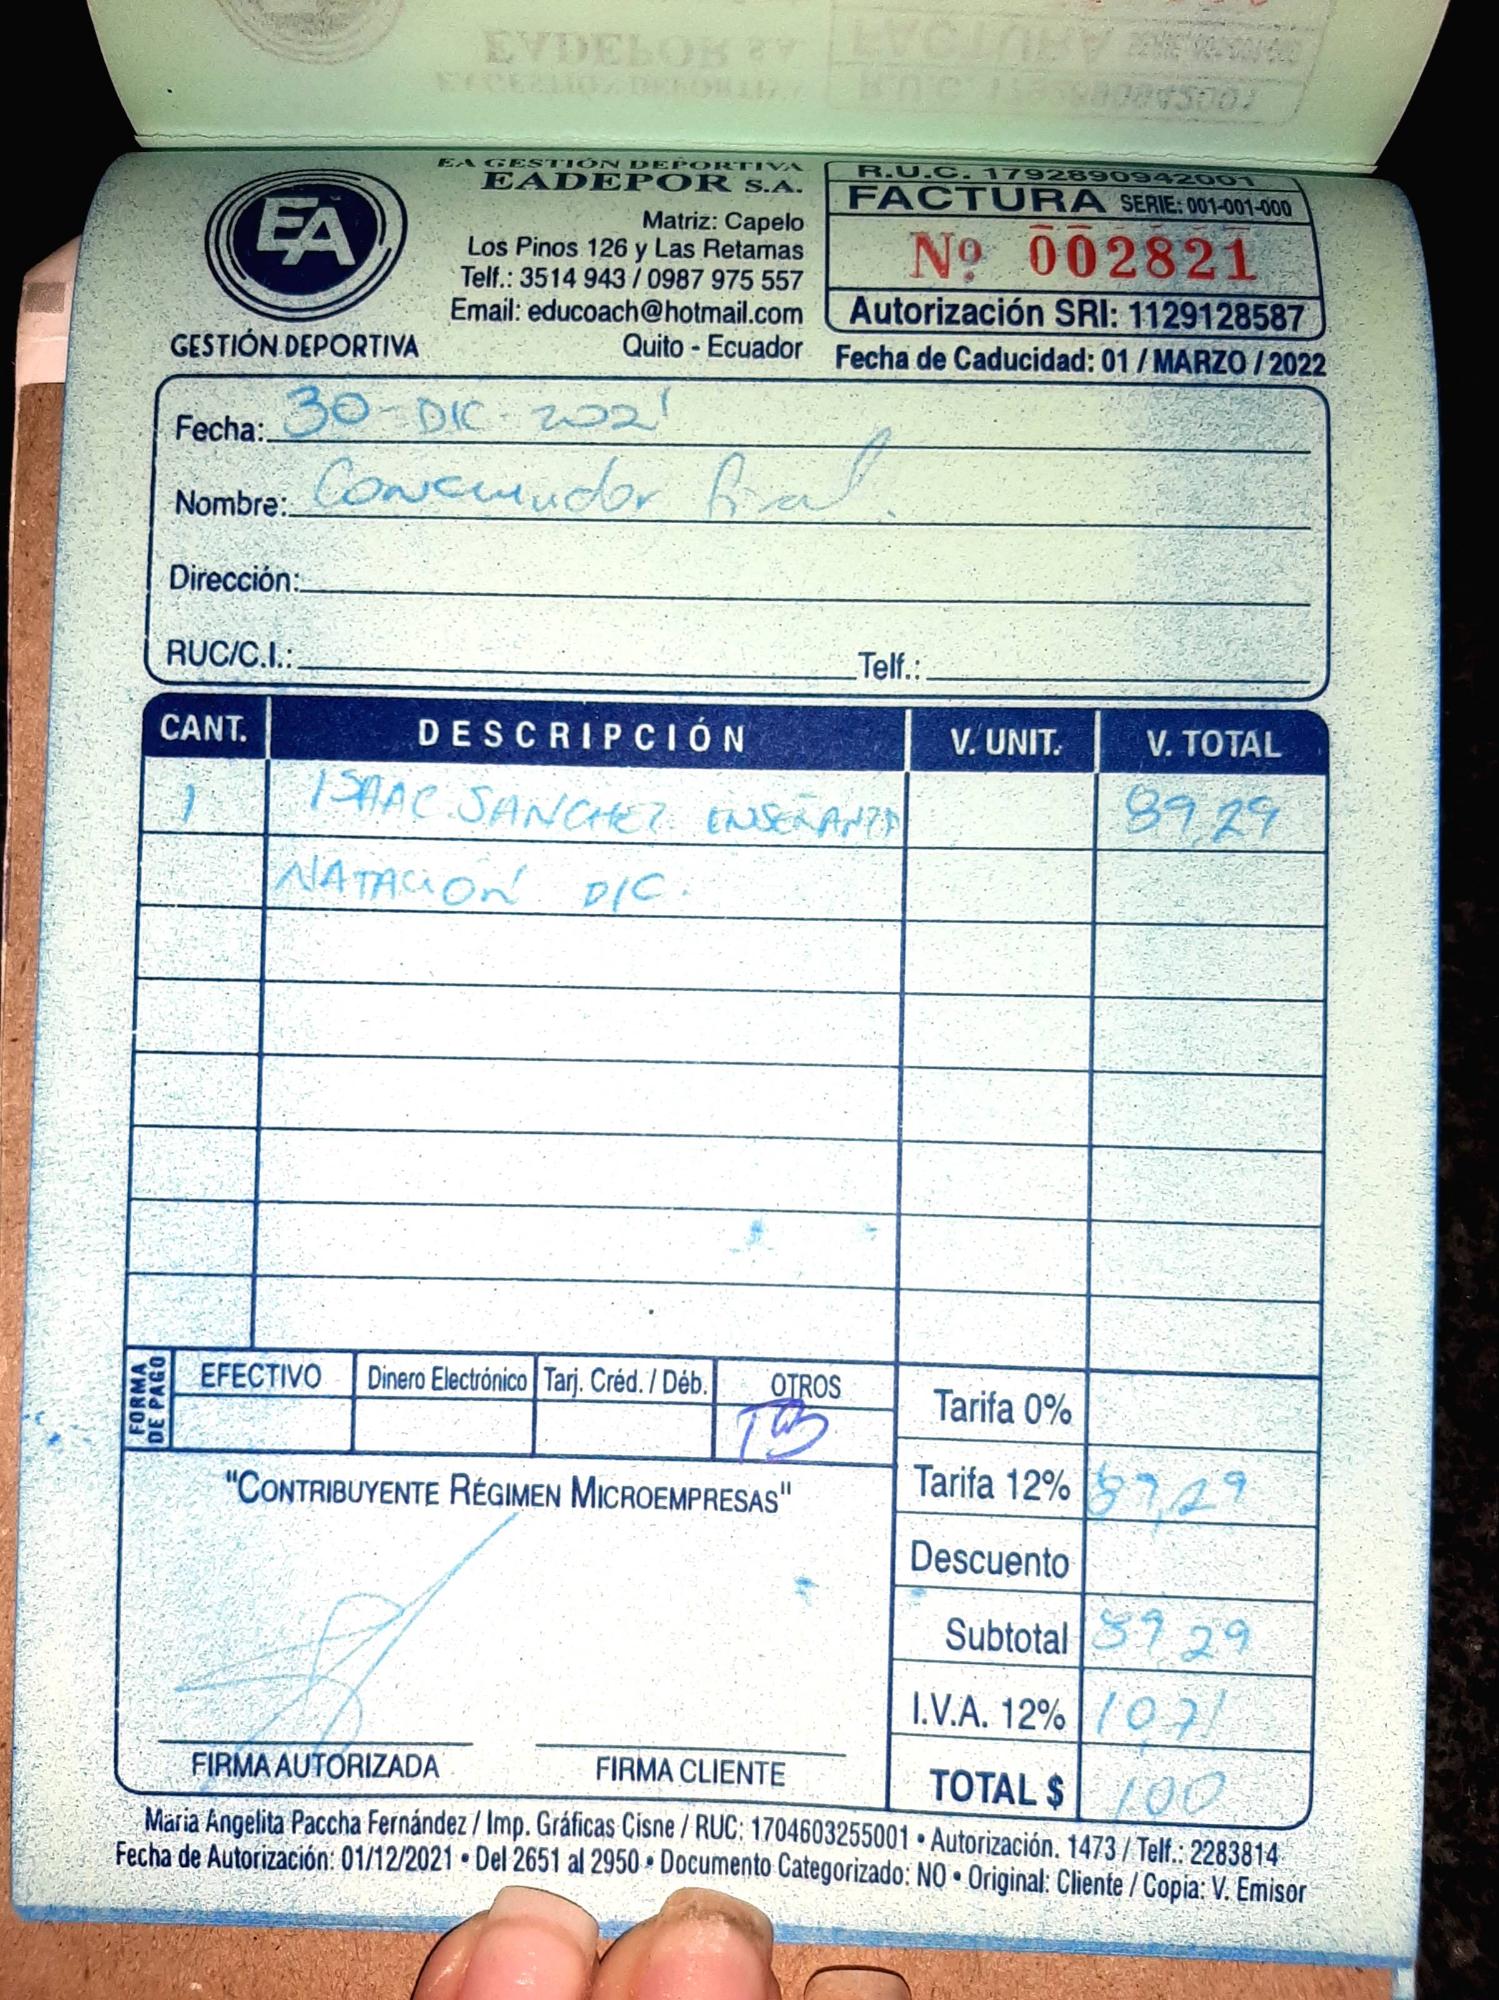 EA GESTIÓN DEPORTIVA
EADEPOR S.A.
EA
GESTIÓN DEPORTIVA
Matriz: Capelo
Los Pinos 126 y Las Retamas
Telf.: 3514 943 / 0987 975 557
Email: educoach@hotmail.com
Quito - Ecuador
R.U.C. 1792890942001
FACTURA SERIE: 001-001-000
Nº 002821
Autorización SRI: 1129128587
Fecha de Caducidad: 01 / MARZO / 2022
Fecha: 30-DIC-2021
Nombre: Consumidor final.
Dirección:
RUC/C.I.: Telf.:
CANT. DESCRIPCIÓN V. UNIT. V. TOTAL
1 ISAAC SANCHEZ ENSEÑANZA 89,29
NATACIÓN DIC.
FORMA DE PAGO
EFECTIVO Dinero Electrónico Tarj. Créd. / Déb. OTROS
Tarifa 0%
"CONTRIBUYENTE RÉGIMEN MICROEMPRESAS"
Tarifa 12% 89,29
Descuento
Subtotal 89,29
I.V.A. 12% 10,71
TOTAL $ 100
FIRMA AUTORIZADA FIRMA CLIENTE
Maria Angelita Paccha Fernández / Imp. Gráficas Cisne / RUC: 1704603255001 • Autorización. 1473 / Telf.: 2283814
Fecha de Autorización: 01/12/2021 • Del 2651 al 2950 • Documento Categorizado: NO • Original: Cliente / Copia: V. Emisor